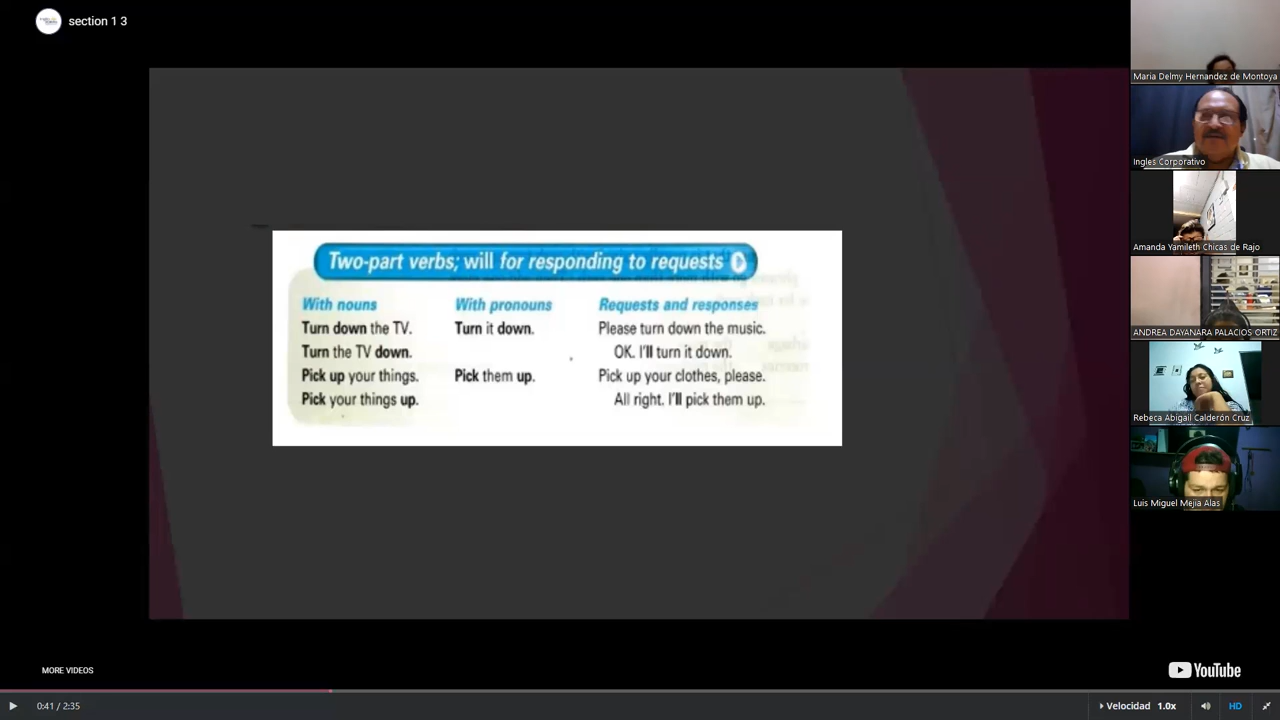 section 1 3
Maria Delmy Hernandez de Montoya
Ingles Corporativo
Amanda Yamileth Chicas de Rajo
ANDREA DAYANARA PALACIOS ORTIZ
Rebeca Abigail Calderón Cruz
Luis Miguel Mejia Alas
Two-part verbs; will for responding to requests
With nouns With pronouns Requests and responses
Turn down the TV. Turn it down. Please turn down the music.
Turn the TV down. OK. I'll turn it down.
Pick up your things. Pick them up. Pick up your clothes, please.
Pick your things up. All right. I'll pick them up.
MORE VIDEOS
YouTube
0:41 / 2:35
Velocidad 1.0x HD